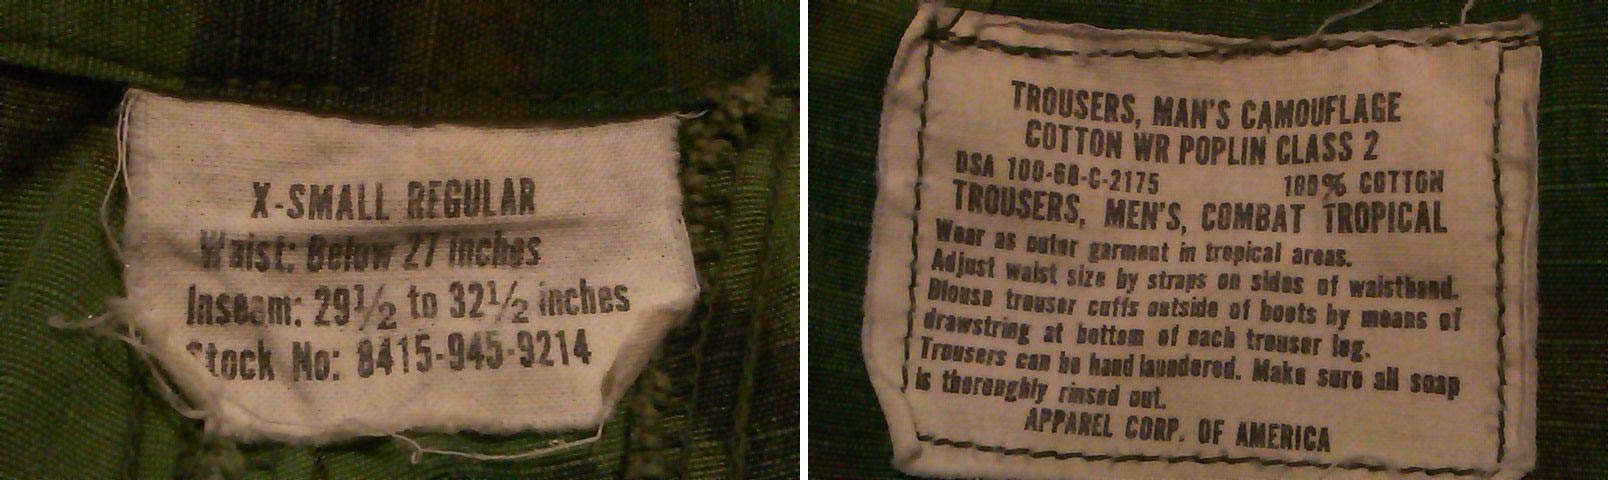 X-SMALL REGULAR
Waist: Below 27 inches
Inseam: 29½ to 32½ inches
Stock No: 8415-945-9214
TROUSERS, MAN'S CAMOUFLAGE
COTTON WR POPLIN CLASS 2
DSA 100-68-C-2175 100% COTTON
TROUSERS, MEN'S, COMBAT TROPICAL
Wear as outer garment in tropical areas.
Adjust waist size by straps on sides of waistband.
Blouse trouser cuffs outside of boots by means of
drawstring at bottom of each trouser leg.
Trousers can be hand laundered. Make sure all soap
is thoroughly rinsed out.
APPAREL CORP. OF AMERICA